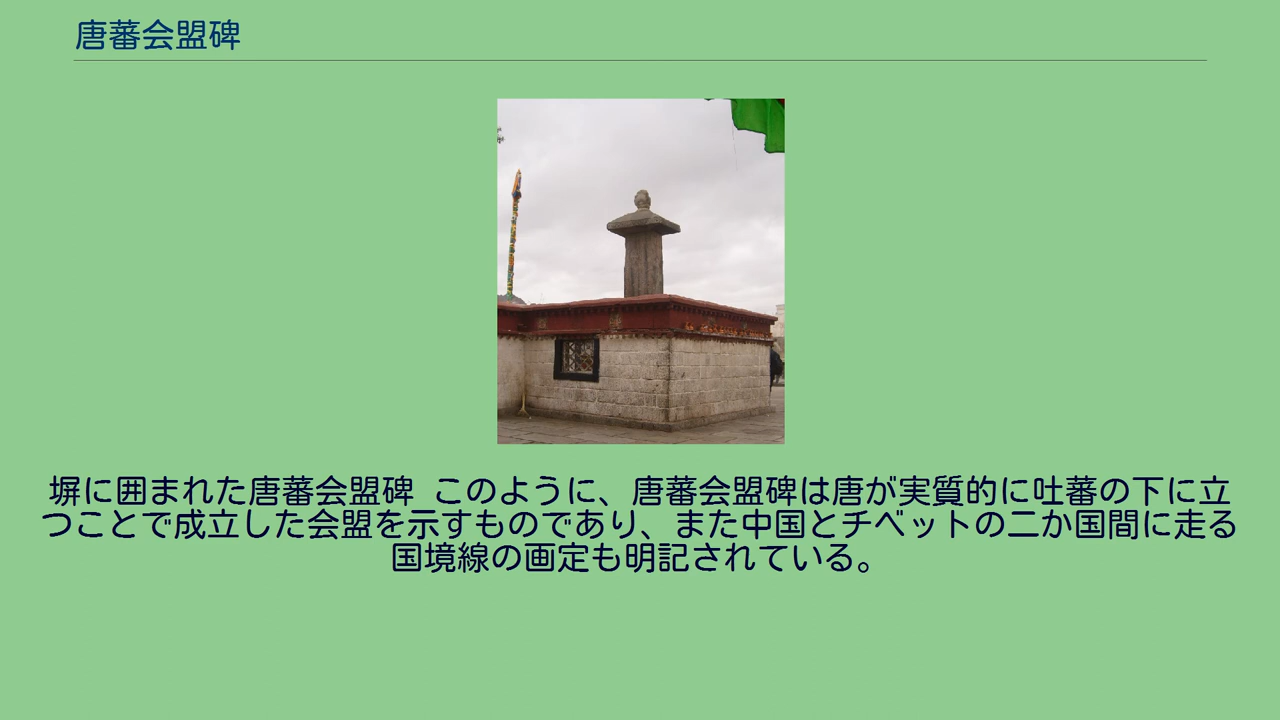 唐蕃会盟碑
塀に囲まれた唐蕃会盟碑 このように、唐蕃会盟碑は唐が実質的に吐蕃の下に立
つことで成立した会盟を示すものであり、また中国とチベットの二か国間に走る
国境線の画定も明記されている。